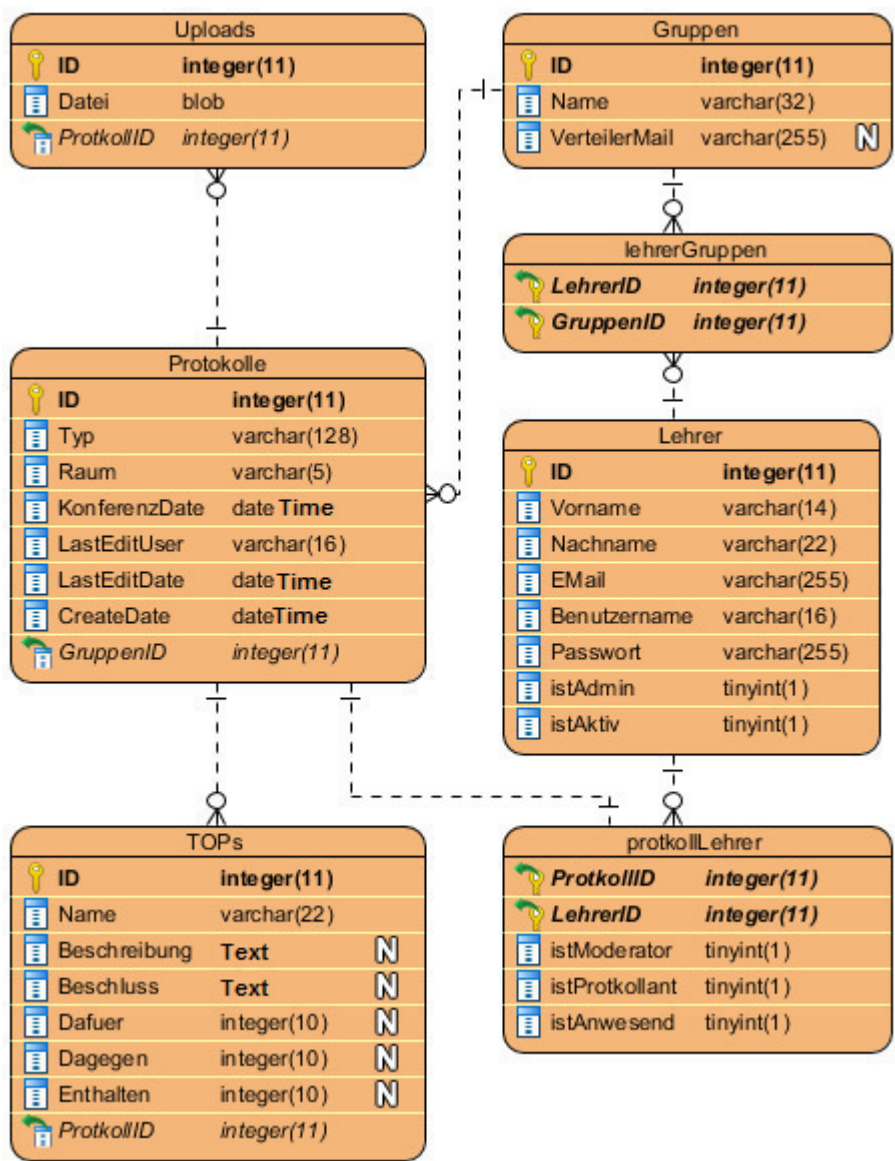 Uploads
ID integer(11)
Datei blob
ProtkollID integer(11)
Gruppen
ID integer(11)
Name varchar(32)
VerteilerMail varchar(255) N
lehrerGruppen
LehrerID integer(11)
GruppenID integer(11)
Protokolle
ID integer(11)
Typ varchar(128)
Raum varchar(5)
KonferenzDate dateTime
LastEditUser varchar(16)
LastEditDate dateTime
CreateDate dateTime
GruppenID integer(11)
Lehrer
ID integer(11)
Vorname varchar(14)
Nachname varchar(22)
EMail varchar(255)
Benutzername varchar(16)
Passwort varchar(255)
istAdmin tinyint(1)
istAktiv tinyint(1)
TOPs
ID integer(11)
Name varchar(22)
Beschreibung Text N
Beschluss Text N
Dafuer integer(10) N
Dagegen integer(10) N
Enthalten integer(10) N
ProtkollID integer(11)
protkollLehrer
ProtkollID integer(11)
LehrerID integer(11)
istModerator tinyint(1)
istProtkollant tinyint(1)
istAnwesend tinyint(1)